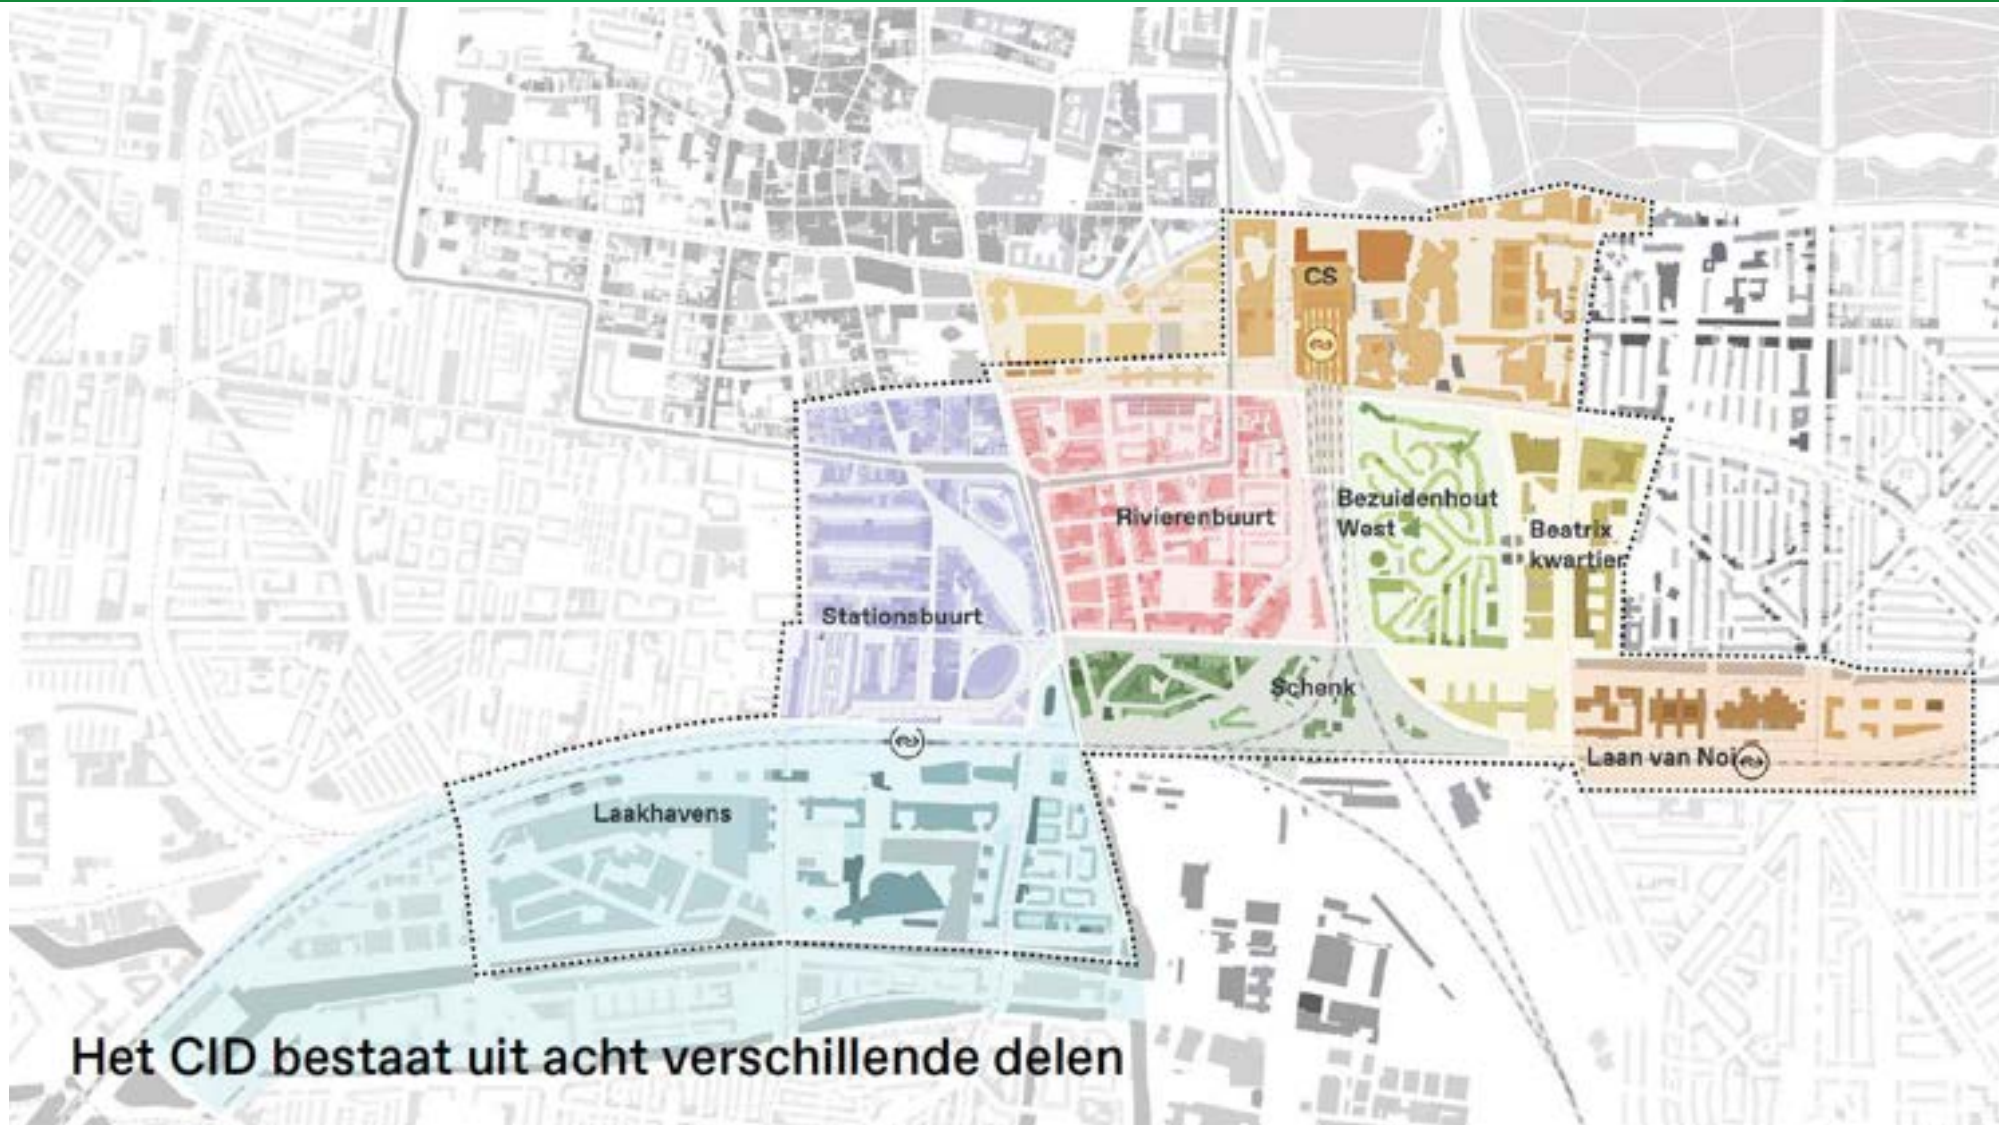 CS
Bezuidenhout
West
Rivierenbuurt
Beatrix
kwartier
Stationsbuurt
Schenk
Laan van Noi
Laakhavens
Het CID bestaat uit acht verschillende delen